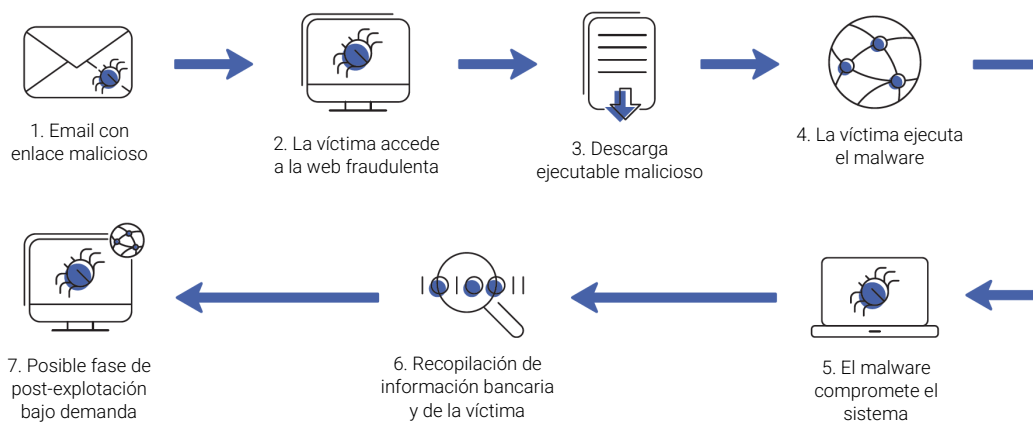 1. Email con
enlace malicioso
2. La víctima accede
a la web fraudulenta
3. Descarga
ejecutable malicioso
4. La víctima ejecuta
el malware
5. El malware
compromete el
sistema
6. Recopilación de
información bancaria
y de la víctima
7. Posible fase de
post-explotación
bajo demanda